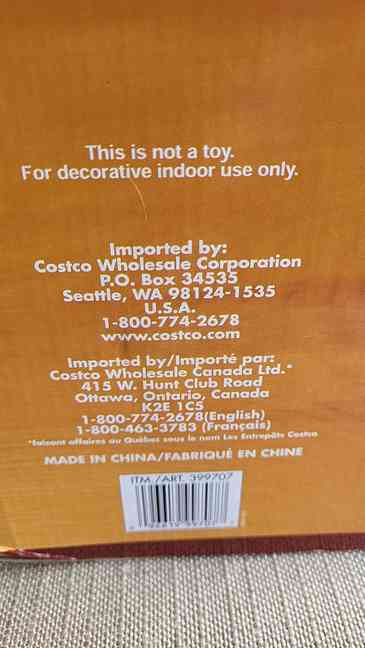 This is not a toy.
For decorative indoor use only.
Imported by:
Costco Wholesale Corporation
P.O. Box 34535
Seattle, WA 98124-1535
U.S.A.
1-800-774-2678
www.costco.com
Imported by/Importé par:
Costco Wholesale Canada Ltd.*
415 W. Hunt Club Road
Ottawa, Ontario, Canada
K2E 1C5
1-800-774-2678(English)
1-800-463-3783 (Français)
*faisant affaires au Québec sous le nom Les Entrepôts Costco
MADE IN CHINA/FABRIQUÉ EN CHINE
ITM./ART. 399707